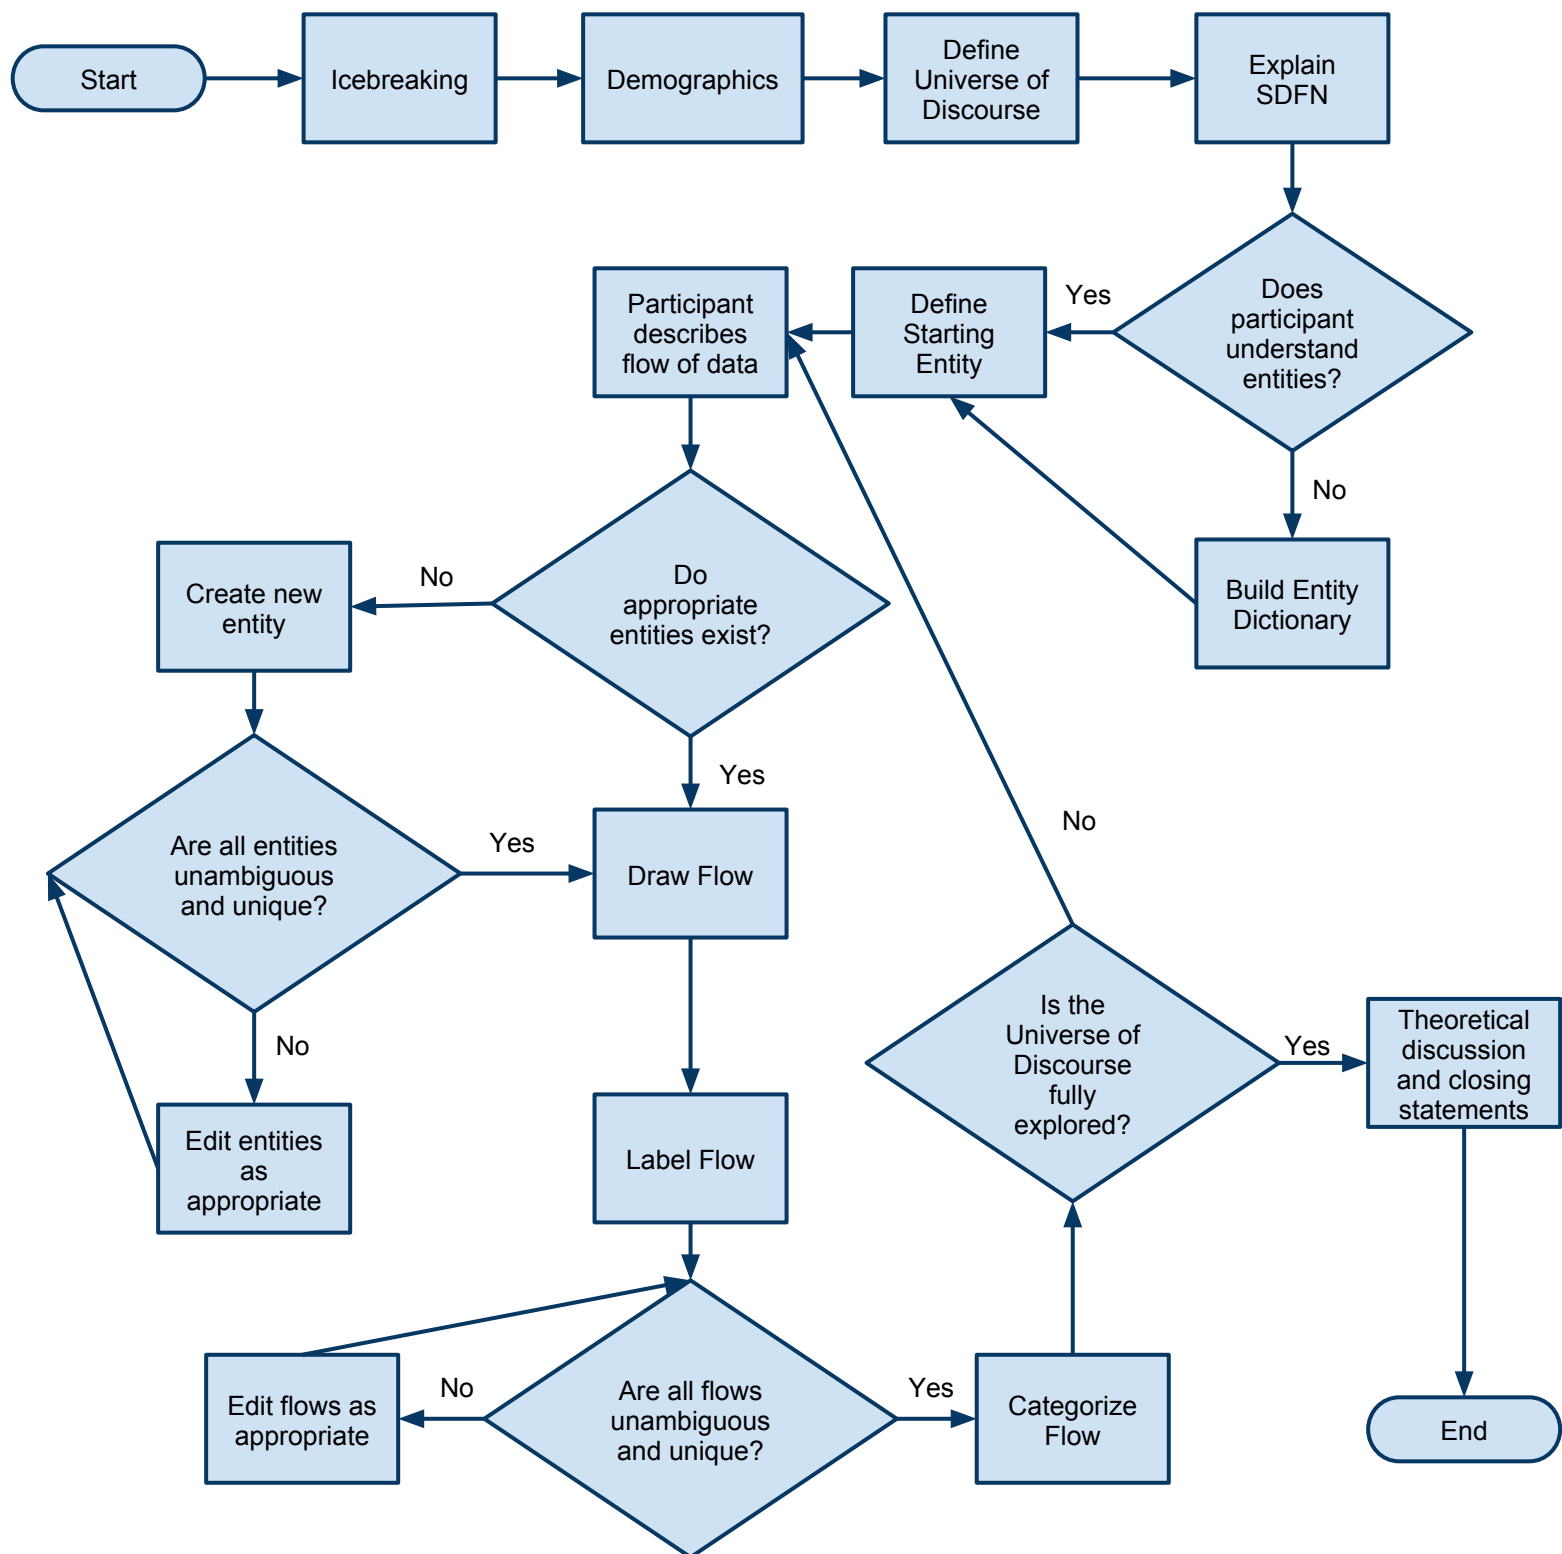 Start
Icebreaking
Demographics
Define
Universe of
Discourse
Explain
SDFN
Does
participant
understand
entities?
Yes
No
Define
Starting
Entity
Build Entity
Dictionary
Participant
describes
flow of data
Do
appropriate
entities exist?
No
Yes
Create new
entity
Are all entities
unambiguous
and unique?
Yes
No
Edit entities
as
appropriate
Draw Flow
Label Flow
Are all flows
unambiguous
and unique?
No
Yes
Edit flows as
appropriate
Categorize
Flow
Is the
Universe of
Discourse
fully
explored?
No
Yes
Theoretical
discussion
and closing
statements
End